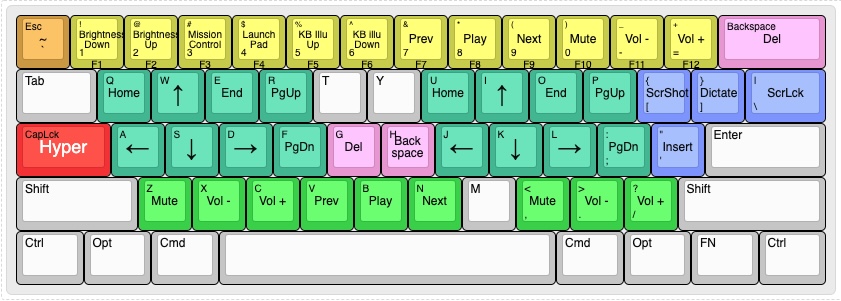 Esc
~
`
!
Brightness
Down
1
F1
@
Brightness
Up
2
F2
#
Mission
Control
3
F3
$
Launch
Pad
4
F4
%
KB Illu
Up
5
F5
^
KB illu
Down
6
F6
&
Prev
7
F7
*
Play
8
F8
(
Next
9
F9
)
Mute
0
F10
_
Vol -
-
F11
+
Vol +
=
F12
Backspace
Del
Tab
Q
Home
W
↑
E
End
R
PgUp
T
Y
U
Home
I
↑
O
End
P
PgUp
{
ScrShot
[
}
Dictate
]
|
ScrLck
\
CapLck
Hyper
A
←
S
↓
D
→
F
PgDn
G
Del
H
Back
space
J
←
K
↓
L
→
:
PgDn
;
"
Insert
'
Enter
Shift
Z
Mute
X
Vol -
C
Vol +
V
Prev
B
Play
N
Next
M
<
Mute
,
>
Vol -
.
?
Vol +
/
Shift
Ctrl
Opt
Cmd
Cmd
Opt
FN
Ctrl